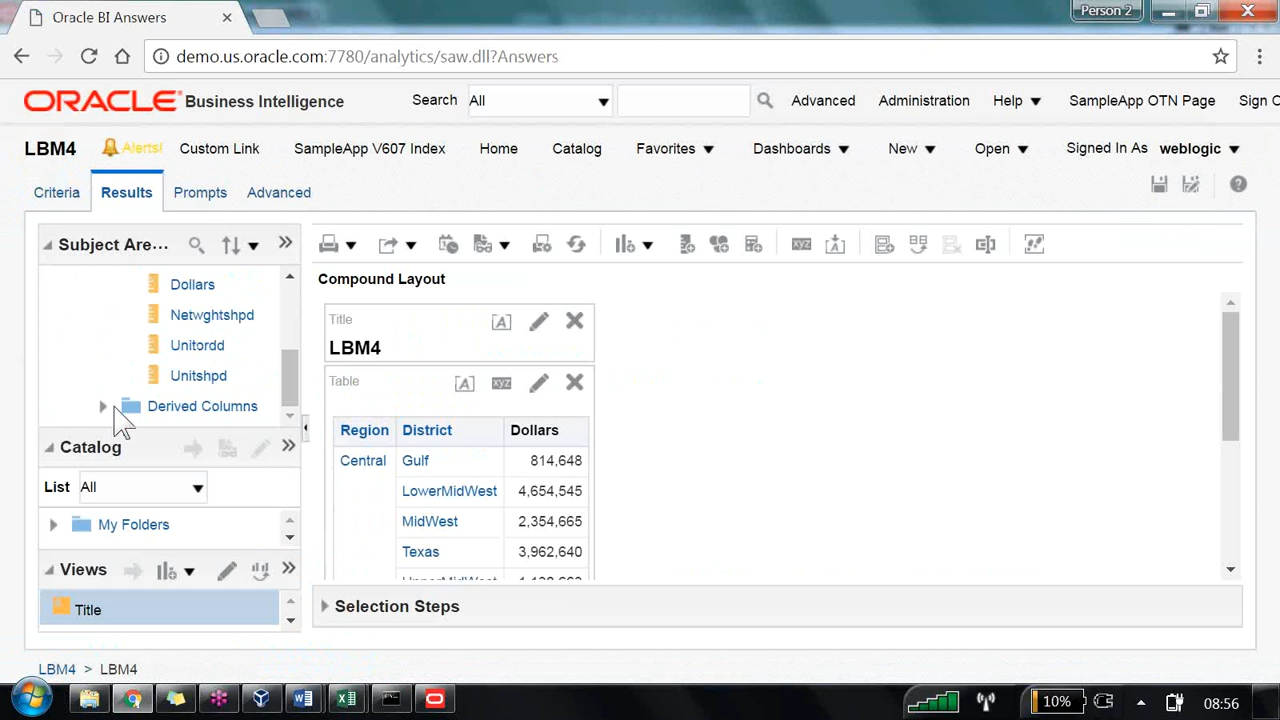 Oracle BI Answers
Person 2
demo.us.oracle.com:7780/analytics/saw.dll?Answers
ORACLE Business Intelligence Search All Advanced Administration Help SampleApp OTN Page Sign O
LBM4 Alerts! Custom Link SampleApp V607 Index Home Catalog Favorites Dashboards New Open Signed In As weblogic
Criteria Results Prompts Advanced
Subject Are...
Dollars
Netwghtshpd
Unitordd
Unitshpd
Derived Columns
Catalog
List All
My Folders
Views
Title
Compound Layout
Title
LBM4
Table
Region District Dollars
Central Gulf 814,648
LowerMidWest 4,654,545
MidWest 2,354,665
Texas 3,962,640
Selection Steps
LBM4 > LBM4
10% 08:56